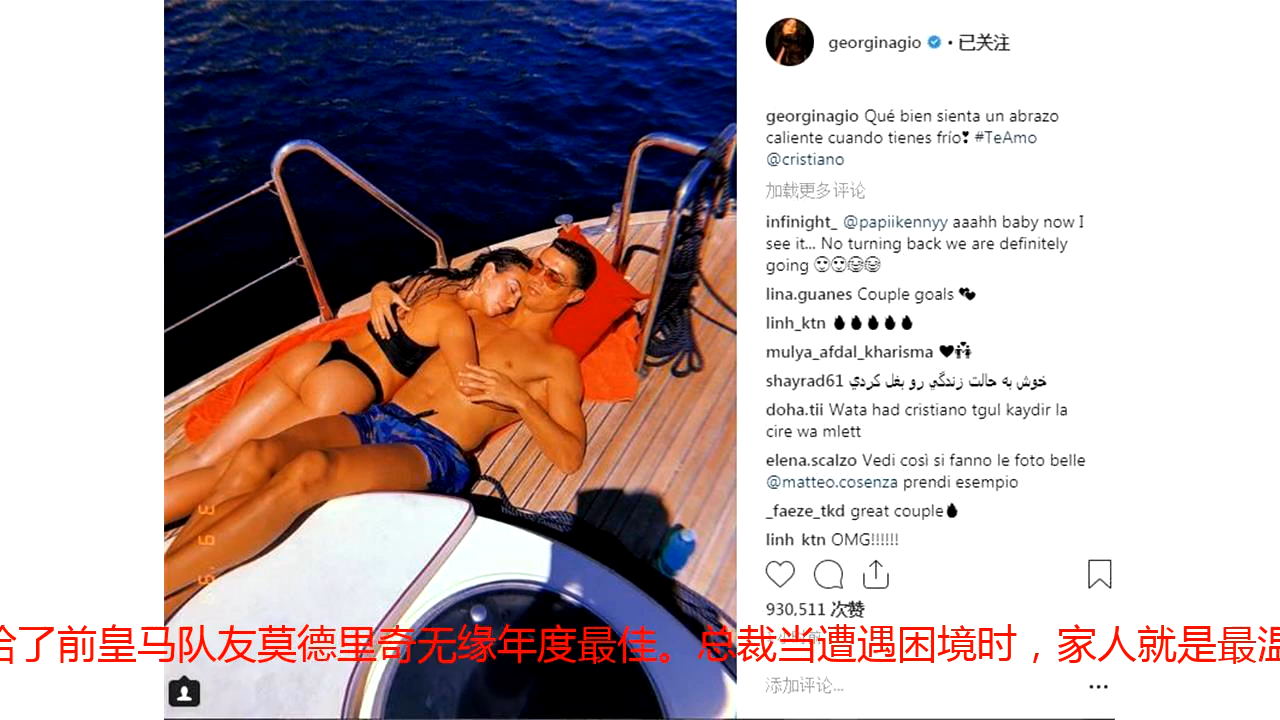 georginagio • 已关注
georginagio Qué bien sienta un abrazo
caliente cuando tienes frío❣ #TeAmo
@cristiano
加载更多评论
infinight_ @papiikennyy aaahh baby now I
see it... No turning back we are definitely
going
lina.guanes Couple goals
linh_ktn
mulya_afdal_kharisma
shayrad61 خوش به حالت زندگي رو بغل كردي
doha.tii Wata had cristiano tgul kaydir la
cire wa mlett
elena.scalzo Vedi così si fanno le foto belle
@matteo.cosenza prendi esempio
_faeze_tkd great couple
linh_ktn OMG!!!!!!
930,511 次赞
给了前皇马队友莫德里奇无缘年度最佳。总裁当遭遇困境时，家人就是最温
添加评论...